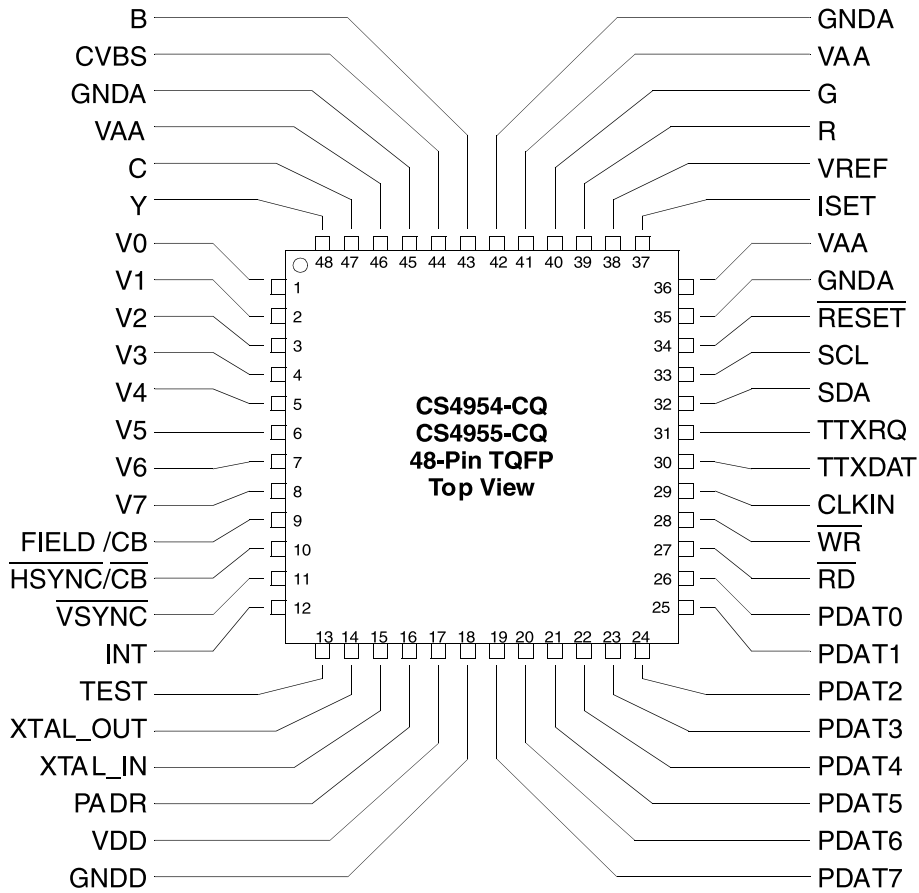 B
CVBS
GNDA
VAA
C
Y
V0
V1
V2
V3
V4
V5
V6
V7
FIELD /CB
HSYNC/CB
VSYNC
INT
TEST
XTAL_OUT
XTAL_IN
PADR
VDD
GNDD
48 47 46 45 44 43 42 41 40 39 38 37
1
2
3
4
5
6
7
8
9
10
11
12
CS4954-CQ
CS4955-CQ
48-Pin TQFP
Top View
36
35
34
33
32
31
30
29
28
27
26
25
13 14 15 16 17 18 19 20 21 22 23 24
GNDA
VAA
G
R
VREF
ISET
VAA
GNDA
RESET
SCL
SDA
TTXRQ
TTXDAT
CLKIN
WR
RD
PDAT0
PDAT1
PDAT2
PDAT3
PDAT4
PDAT5
PDAT6
PDAT7